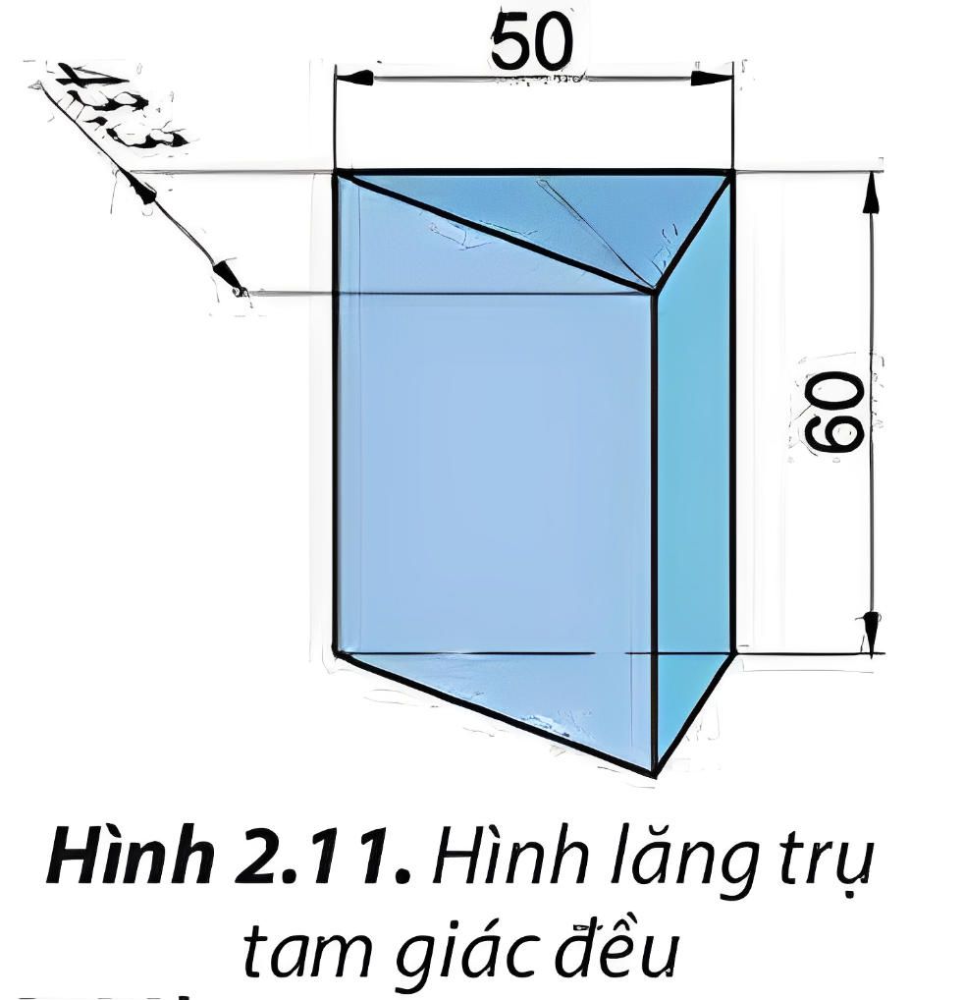 50
60
Hình 2.11. Hình lăng trụ
tam giác đều